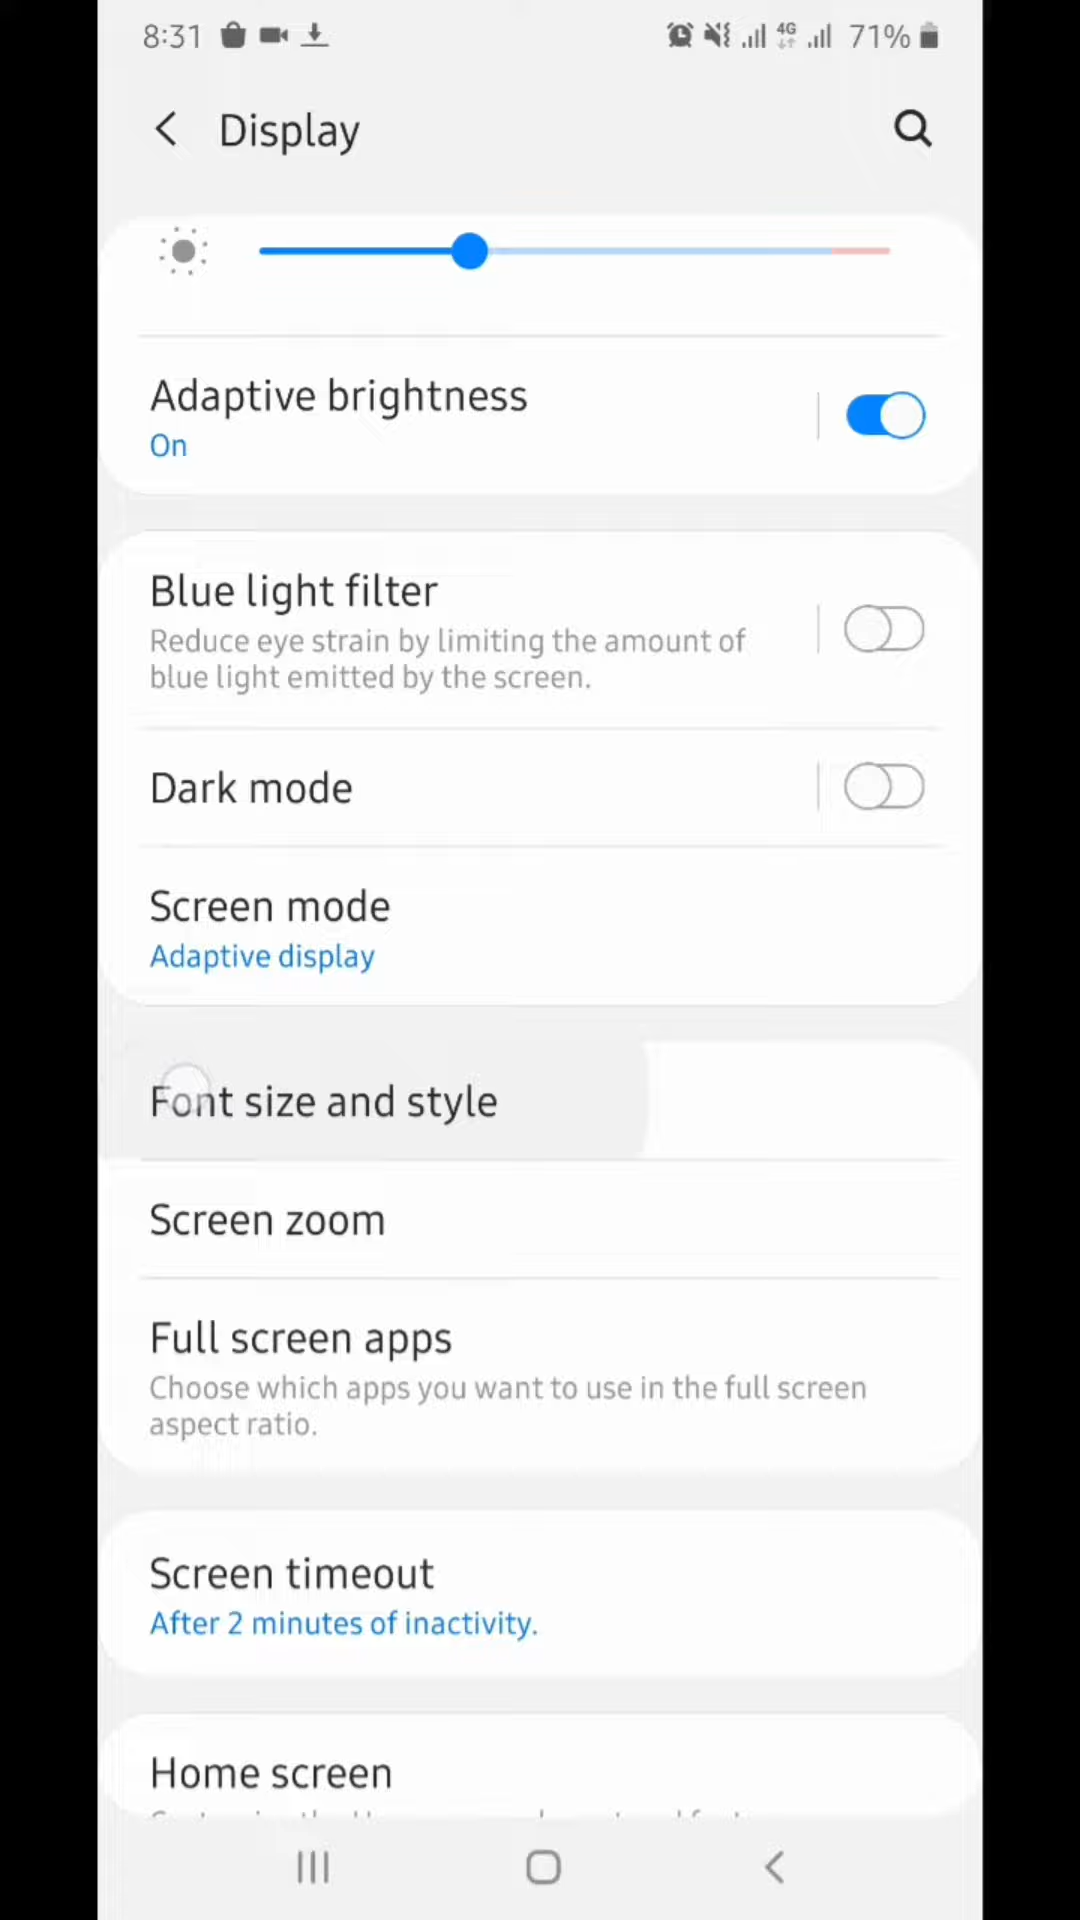 8:31 4G 71%
Display
Adaptive brightness
On
Blue light filter
Reduce eye strain by limiting the amount of
blue light emitted by the screen.
Dark mode
Screen mode
Adaptive display
Font size and style
Screen zoom
Full screen apps
Choose which apps you want to use in the full screen
aspect ratio.
Screen timeout
After 2 minutes of inactivity.
Home screen